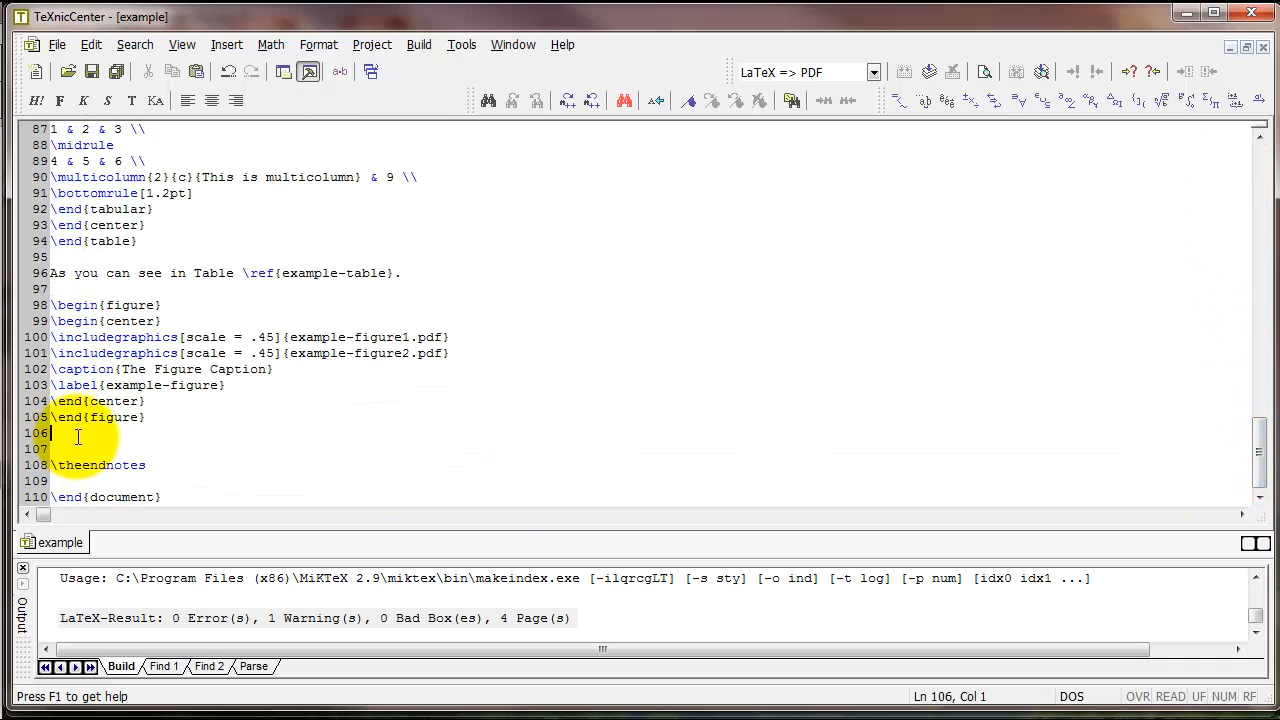 TeXnicCenter - [example]
File Edit Search View Insert Math Format Project Build Tools Window Help
LaTeX => PDF
87 1 & 2 & 3 \\
88 \midrule
89 4 & 5 & 6 \\
90 \multicolumn{2}{c}{This is multicolumn} & 9 \\
91 \bottomrule[1.2pt]
92 \end{tabular}
93 \end{center}
94 \end{table}
95
96 As you can see in Table \ref{example-table}.
97
98 \begin{figure}
99 \begin{center}
100 \includegraphics[scale = .45]{example-figure1.pdf}
101 \includegraphics[scale = .45]{example-figure2.pdf}
102 \caption{The Figure Caption}
103 \label{example-figure}
104 \end{center}
105 \end{figure}
106
107
108 \theendnotes
109
110 \end{document}
example
Usage: C:\Program Files (x86)\MiKTeX 2.9\miktex\bin\makeindex.exe [-ilqrcgLT] [-s sty] [-o ind] [-t log] [-p num] [idx0 idx1 ...]
LaTeX-Result: 0 Error(s), 1 Warning(s), 0 Bad Box(es), 4 Page(s)
Output
Build Find 1 Find 2 Parse
Press F1 to get help Ln 106, Col 1 DOS OVR READ UF NUM RF